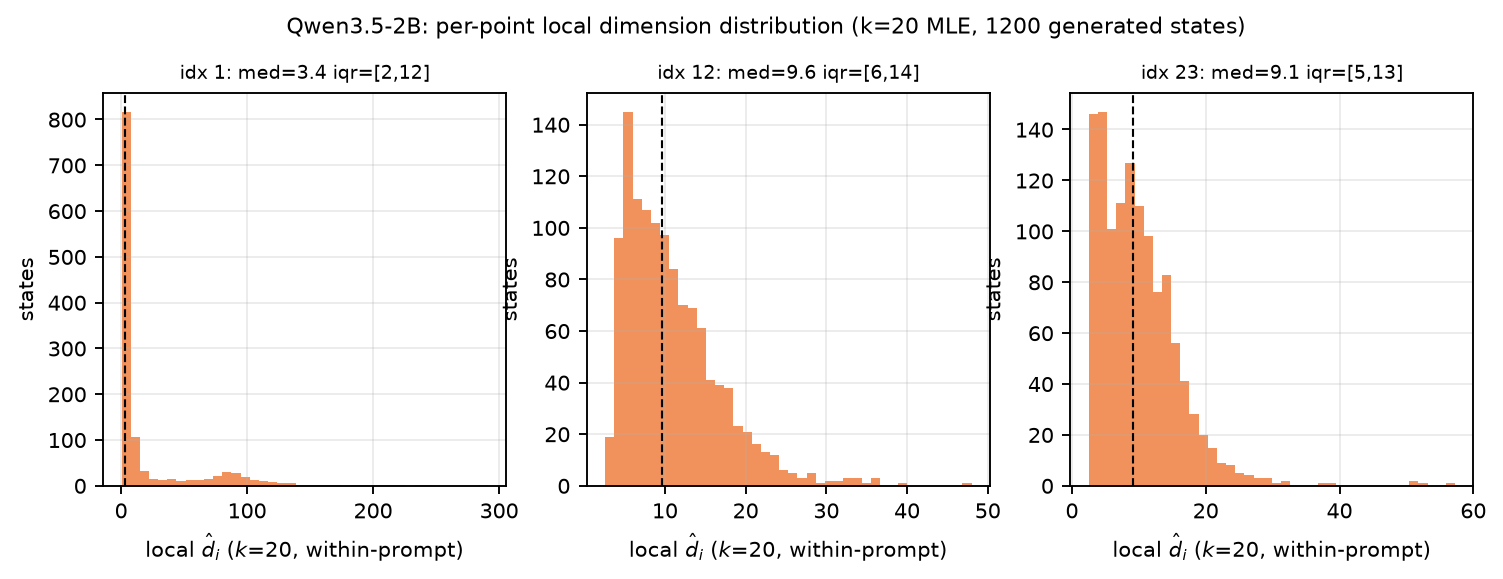 Qwen3.5-2B: per-point local dimension distribution (k=20 MLE, 1200 generated states)
idx 1: med=3.4 iqr=[2,12]
states
800
700
600
500
400
300
200
100
0
0 100 200 300
local d̂ᵢ (k=20, within-prompt)
idx 12: med=9.6 iqr=[6,14]
states
140
120
100
80
60
40
20
0
10 20 30 40 50
local d̂ᵢ (k=20, within-prompt)
idx 23: med=9.1 iqr=[5,13]
states
140
120
100
80
60
40
20
0
0 20 40 60
local d̂ᵢ (k=20, within-prompt)